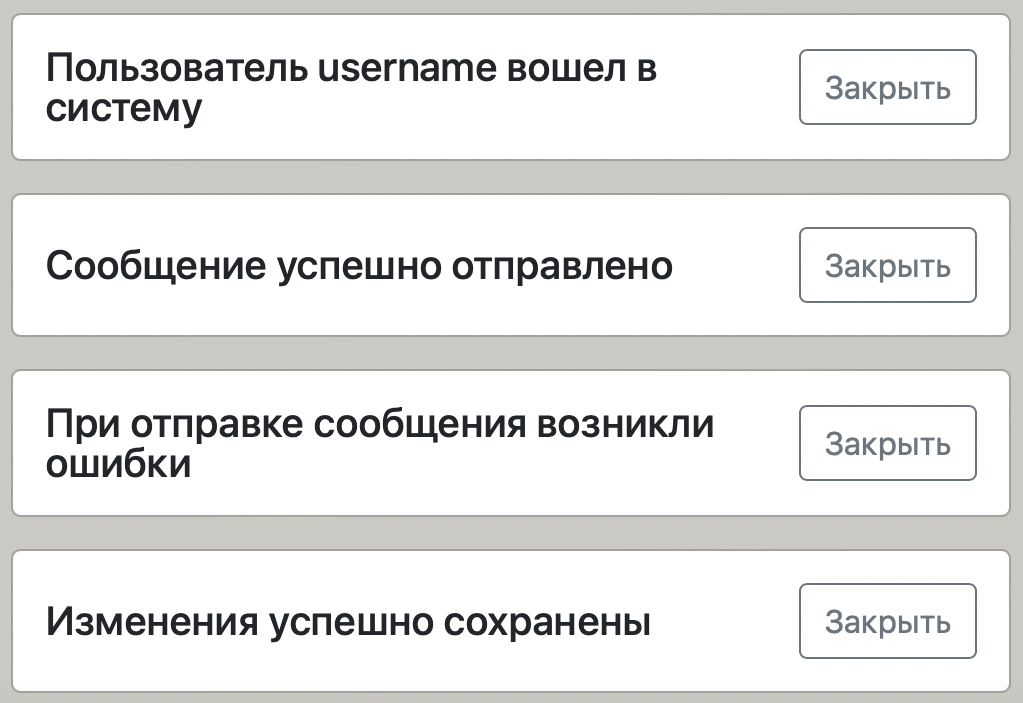 Пользователь username вошел в
систему
Закрыть
Сообщение успешно отправлено
Закрыть
При отправке сообщения возникли
ошибки
Закрыть
Изменения успешно сохранены
Закрыть